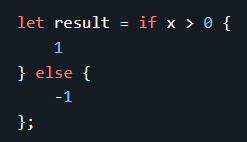 let result = if x > 0 {
    1
} else {
    -1
};